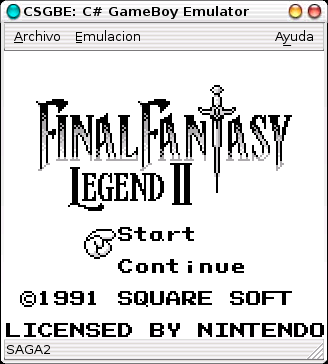 CSGBE: C# GameBoy Emulator
Archivo Emulacion Ayuda
FINAL FANTASY
LEGEND II
Start
Continue
©1991 SQUARE SOFT
LICENSED BY NINTENDO
SAGA2